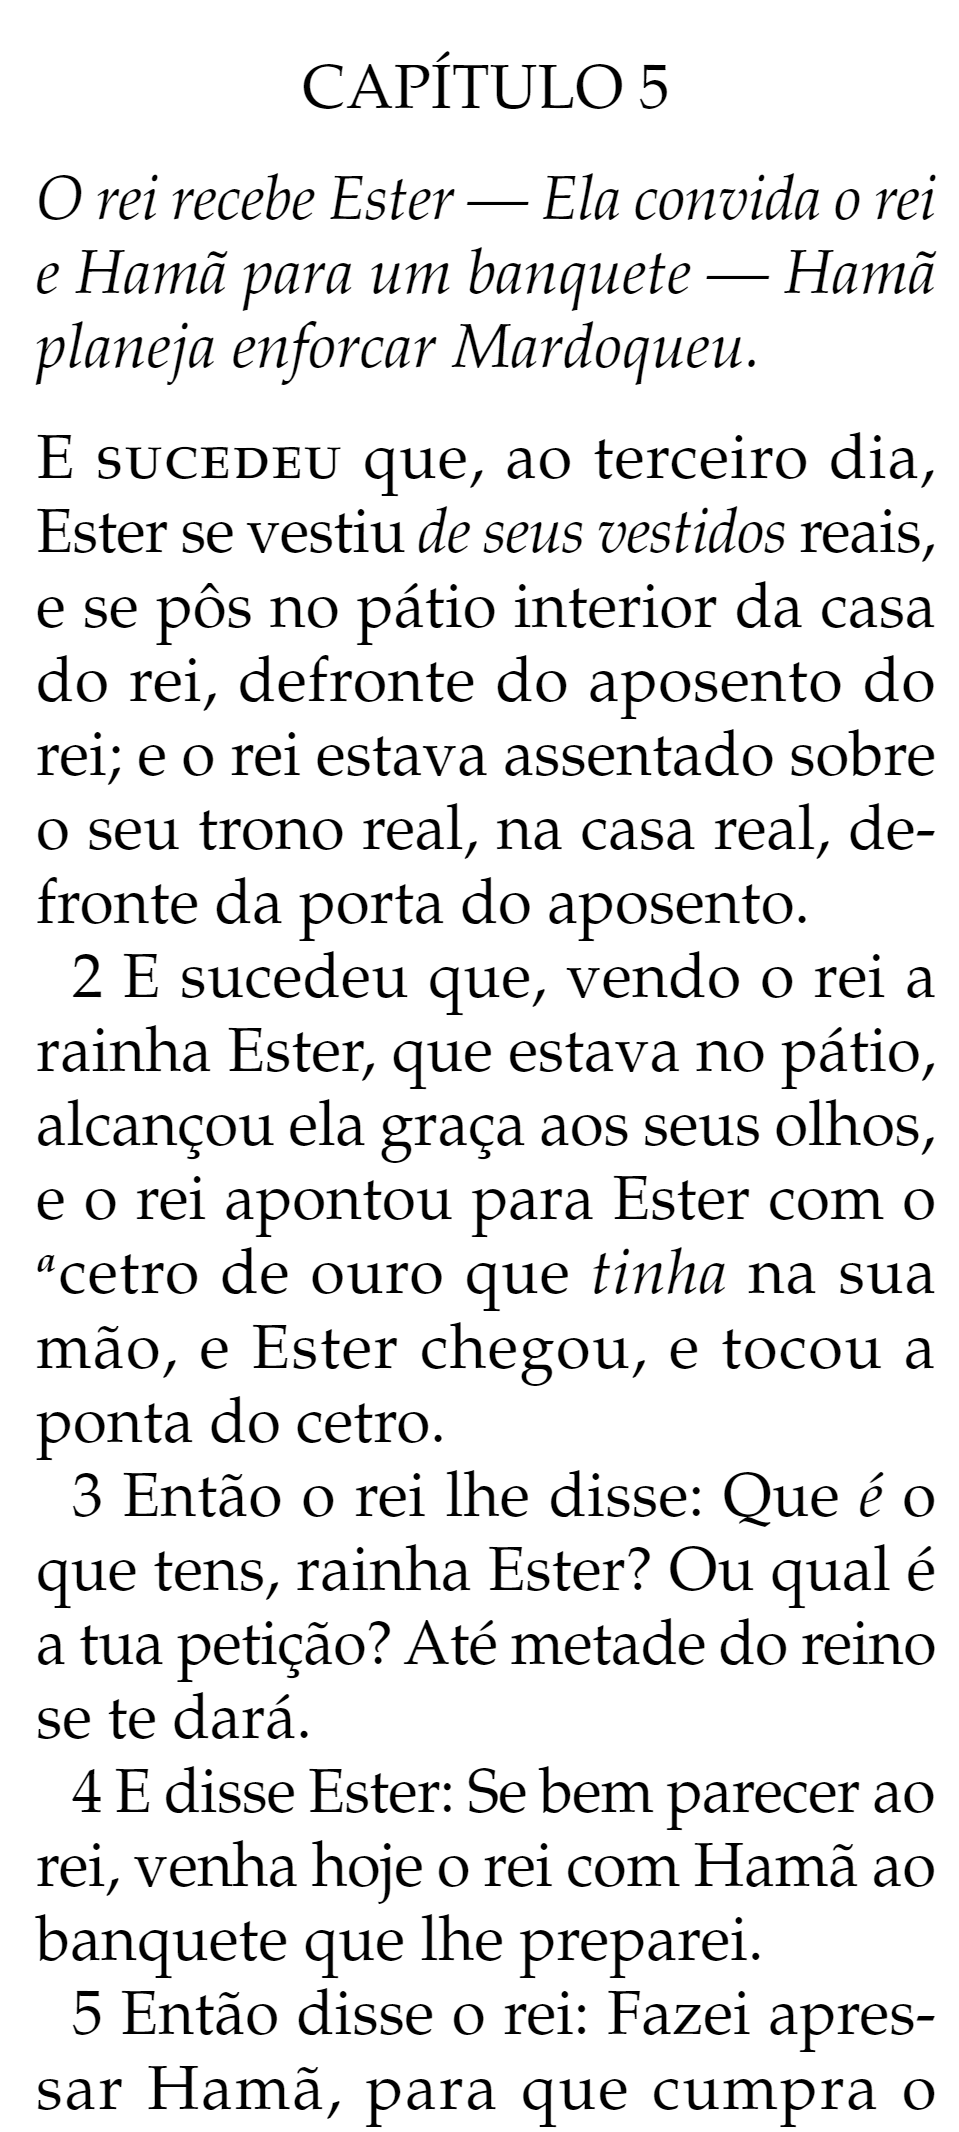 CAPÍTULO 5
O rei recebe Ester — Ela convida o rei
e Hamã para um banquete — Hamã
planeja enforcar Mardoqueu.
E SUCEDEU que, ao terceiro dia,
Ester se vestiu de seus vestidos reais,
e se pôs no pátio interior da casa
do rei, defronte do aposento do
rei; e o rei estava assentado sobre
o seu trono real, na casa real, de-
fronte da porta do aposento.
2 E sucedeu que, vendo o rei a
rainha Ester, que estava no pátio,
alcançou ela graça aos seus olhos,
e o rei apontou para Ester com o
ᵃcetro de ouro que tinha na sua
mão, e Ester chegou, e tocou a
ponta do cetro.
3 Então o rei lhe disse: Que é o
que tens, rainha Ester? Ou qual é
a tua petição? Até metade do reino
se te dará.
4 E disse Ester: Se bem parecer ao
rei, venha hoje o rei com Hamã ao
banquete que lhe preparei.
5 Então disse o rei: Fazei apres-
sar Hamã, para que cumpra o